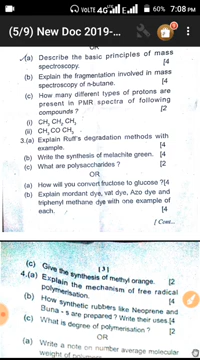 VOLTE 4G E 60% 7:08 PM
(5/9) New Doc 2019-...
9
OR
(a) Describe the basic principles of mass
spectroscopy. [4
(b) Explain the fragmentation involved in mass
spectroscopy of n-butane. [4
(c) How many different types of protons are
present in PMR spectra of following
compounds ? [2
(i) CH₃ CH₂ CH₃
(ii) CH₃ CO CH₃
3.(a) Explain Ruff's degradation methods with
example. [4
(b) Write the synthesis of melachite green. [4
(c) What are polysaccharides ? [2
OR
(a) How will you convert fructose to glucose ?[4
(b) Explain mordant dye, vat dye, Azo dye and
triphenyl methane dye with one example of
each. [4
[ Cont...
[3]
(c) Give the synthesis of methyl orange. [2
4.(a) Explain the mechanism of free radical
polymerisation. [4
(b) How synthetic rubbers like Neoprene and
Buna - s are prepared ? Write their uses.[4
(c) What is degree of polymerisation ? [2
OR
(a) Write a note on number average molecular
weight of